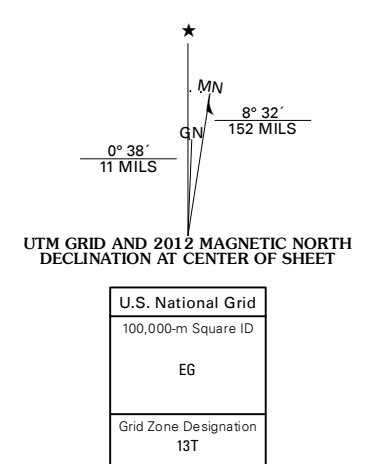 ★
MN
8° 32´
152 MILS
GN
0° 38´
11 MILS
UTM GRID AND 2012 MAGNETIC NORTH
DECLINATION AT CENTER OF SHEET
U.S. National Grid
100,000-m Square ID
EG
Grid Zone Designation
13T